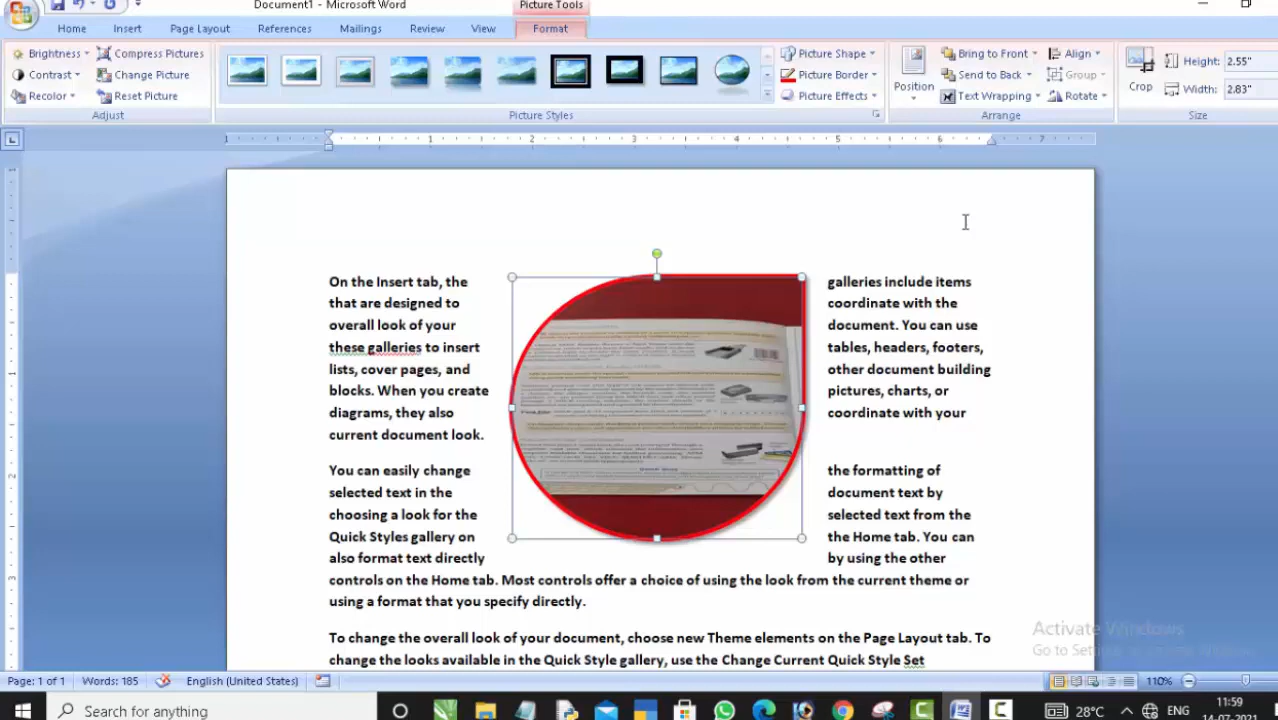 Document1 - Microsoft Word
Picture Tools
Home
Insert
Page Layout
References
Mailings
Review
View
Format
Brightness
Compress Pictures
Contrast
Change Picture
Recolor
Reset Picture
Adjust
Picture Shape
Picture Border
Picture Effects
Picture Styles
Position
Bring to Front
Send to Back
Text Wrapping
Align
Group
Rotate
Arrange
Crop
Height: 2.55"
Width: 2.83"
Size
1 1 2 3 4 5 6 7
On the Insert tab, the galleries include items
that are designed to coordinate with the
overall look of your document. You can use
these galleries to insert tables, headers, footers,
lists, cover pages, and other document building
blocks. When you create pictures, charts, or
diagrams, they also coordinate with your
current document look.
You can easily change the formatting of
selected text in the document text by
choosing a look for the selected text from the
Quick Styles gallery on the Home tab. You can
also format text directly by using the other
controls on the Home tab. Most controls offer a choice of using the look from the current theme or
using a format that you specify directly.
To change the overall look of your document, choose new Theme elements on the Page Layout tab. To
change the looks available in the Quick Style gallery, use the Change Current Quick Style Set
Activate Windows
Page: 1 of 1
Words: 185
English (United States)
110%
Search for anything
28°C
ENG
11:59
14-07-2021